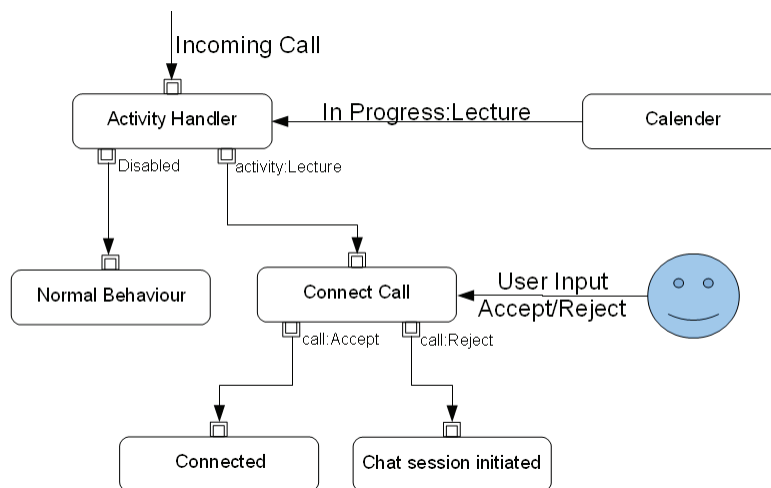 Incoming Call
Activity Handler
In Progress:Lecture
Calender
Disabled
activity:Lecture
Normal Behaviour
Connect Call
User Input
Accept/Reject
call:Accept
call:Reject
Connected
Chat session initiated